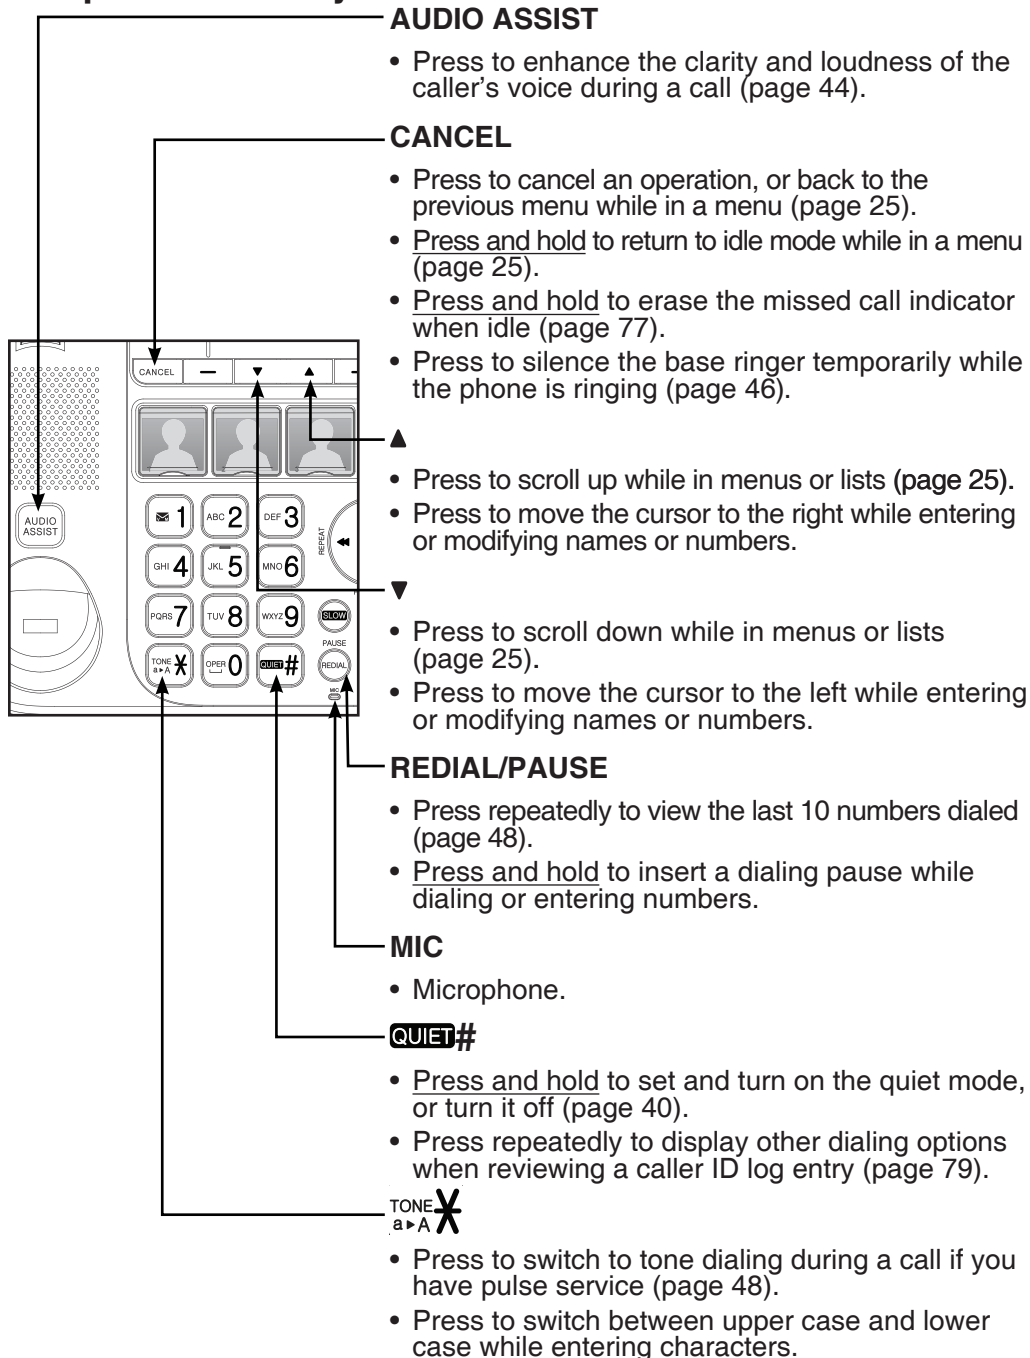 AUDIO ASSIST
• Press to enhance the clarity and loudness of the
caller’s voice during a call (page 44).
CANCEL
• Press to cancel an operation, or back to the
previous menu while in a menu (page 25).
• Press and hold to return to idle mode while in a menu
(page 25).
• Press and hold to erase the missed call indicator
when idle (page 77).
• Press to silence the base ringer temporarily while
the phone is ringing (page 46).
▲
• Press to scroll up while in menus or lists (page 25).
• Press to move the cursor to the right while entering
or modifying names or numbers.
▼
• Press to scroll down while in menus or lists
(page 25).
• Press to move the cursor to the left while entering
or modifying names or numbers.
REDIAL/PAUSE
• Press repeatedly to view the last 10 numbers dialed
(page 48).
• Press and hold to insert a dialing pause while
dialing or entering numbers.
MIC
• Microphone.
QUIET#
• Press and hold to set and turn on the quiet mode,
or turn it off (page 40).
• Press repeatedly to display other dialing options
when reviewing a caller ID log entry (page 79).
TONE
a▸A *
• Press to switch to tone dialing during a call if you
have pulse service (page 48).
• Press to switch between upper case and lower
case while entering characters.
CANCEL – ▼ ▲
AUDIO
ASSIST
1 ABC 2 DEF 3
REPEAT
GHI 4 JKL 5 MNO 6
PQRS 7 TUV 8 WXYZ 9 SLOW
PAUSE
TONE
a▸A * OPER 0 QUIET # REDIAL
MIC